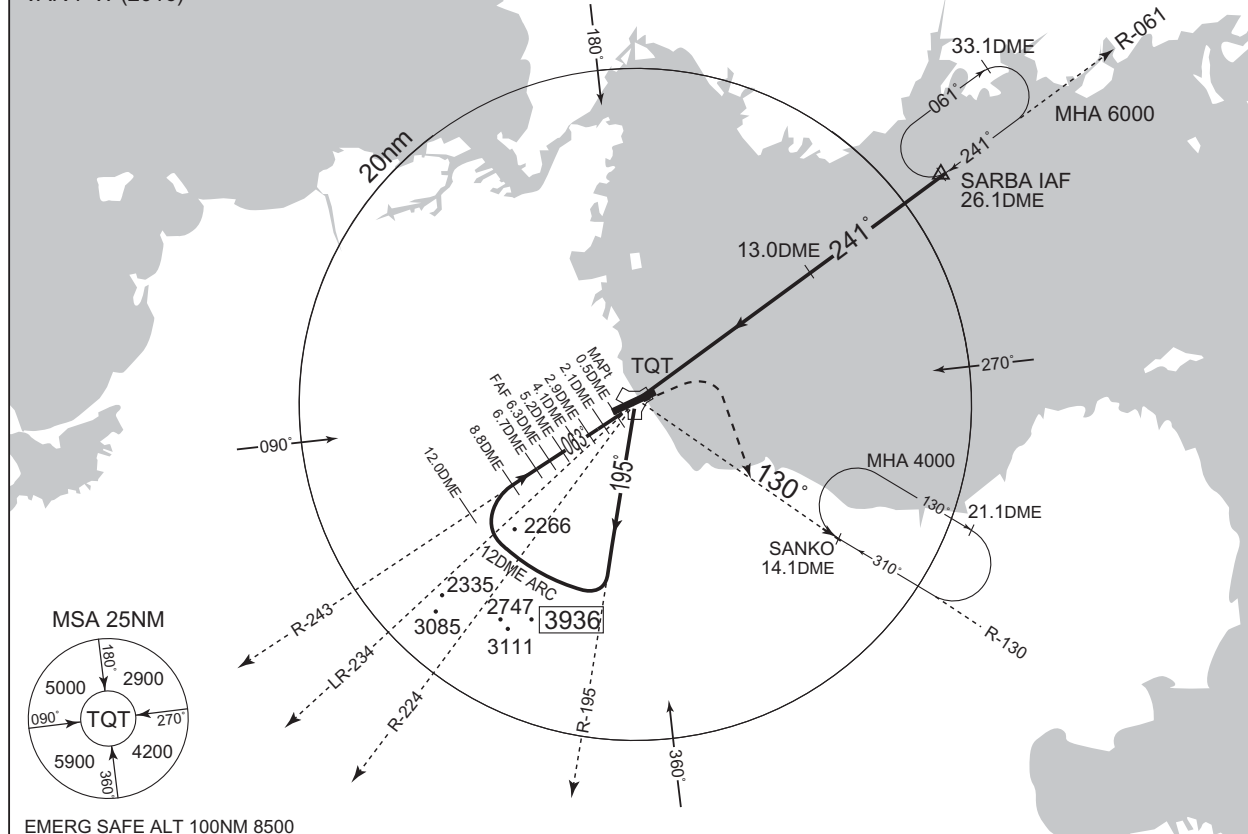 180°
20nm
33.1DME
R-061
061°
MHA 6000
241°
SARBA IAF
26.1DME
13.0DME
241°
TQT
270°
MAPt
0.5DME
2.1DME
2.9DME
4.1DME
5.2DME
FAF 6.3DME
6.7DME
8.8DME
12.0DME
063°
090°
195°
130°
MHA 4000
130°
21.1DME
SANKO
14.1DME
310°
R-130
2266
12DME ARC
2335
3085
2747
3936
3111
R-243
LR-234
R-224
R-195
360°
MSA 25NM
180°
5000
2900
090°
TQT
270°
5900
4200
360°
EMERG SAFE ALT 100NM 8500